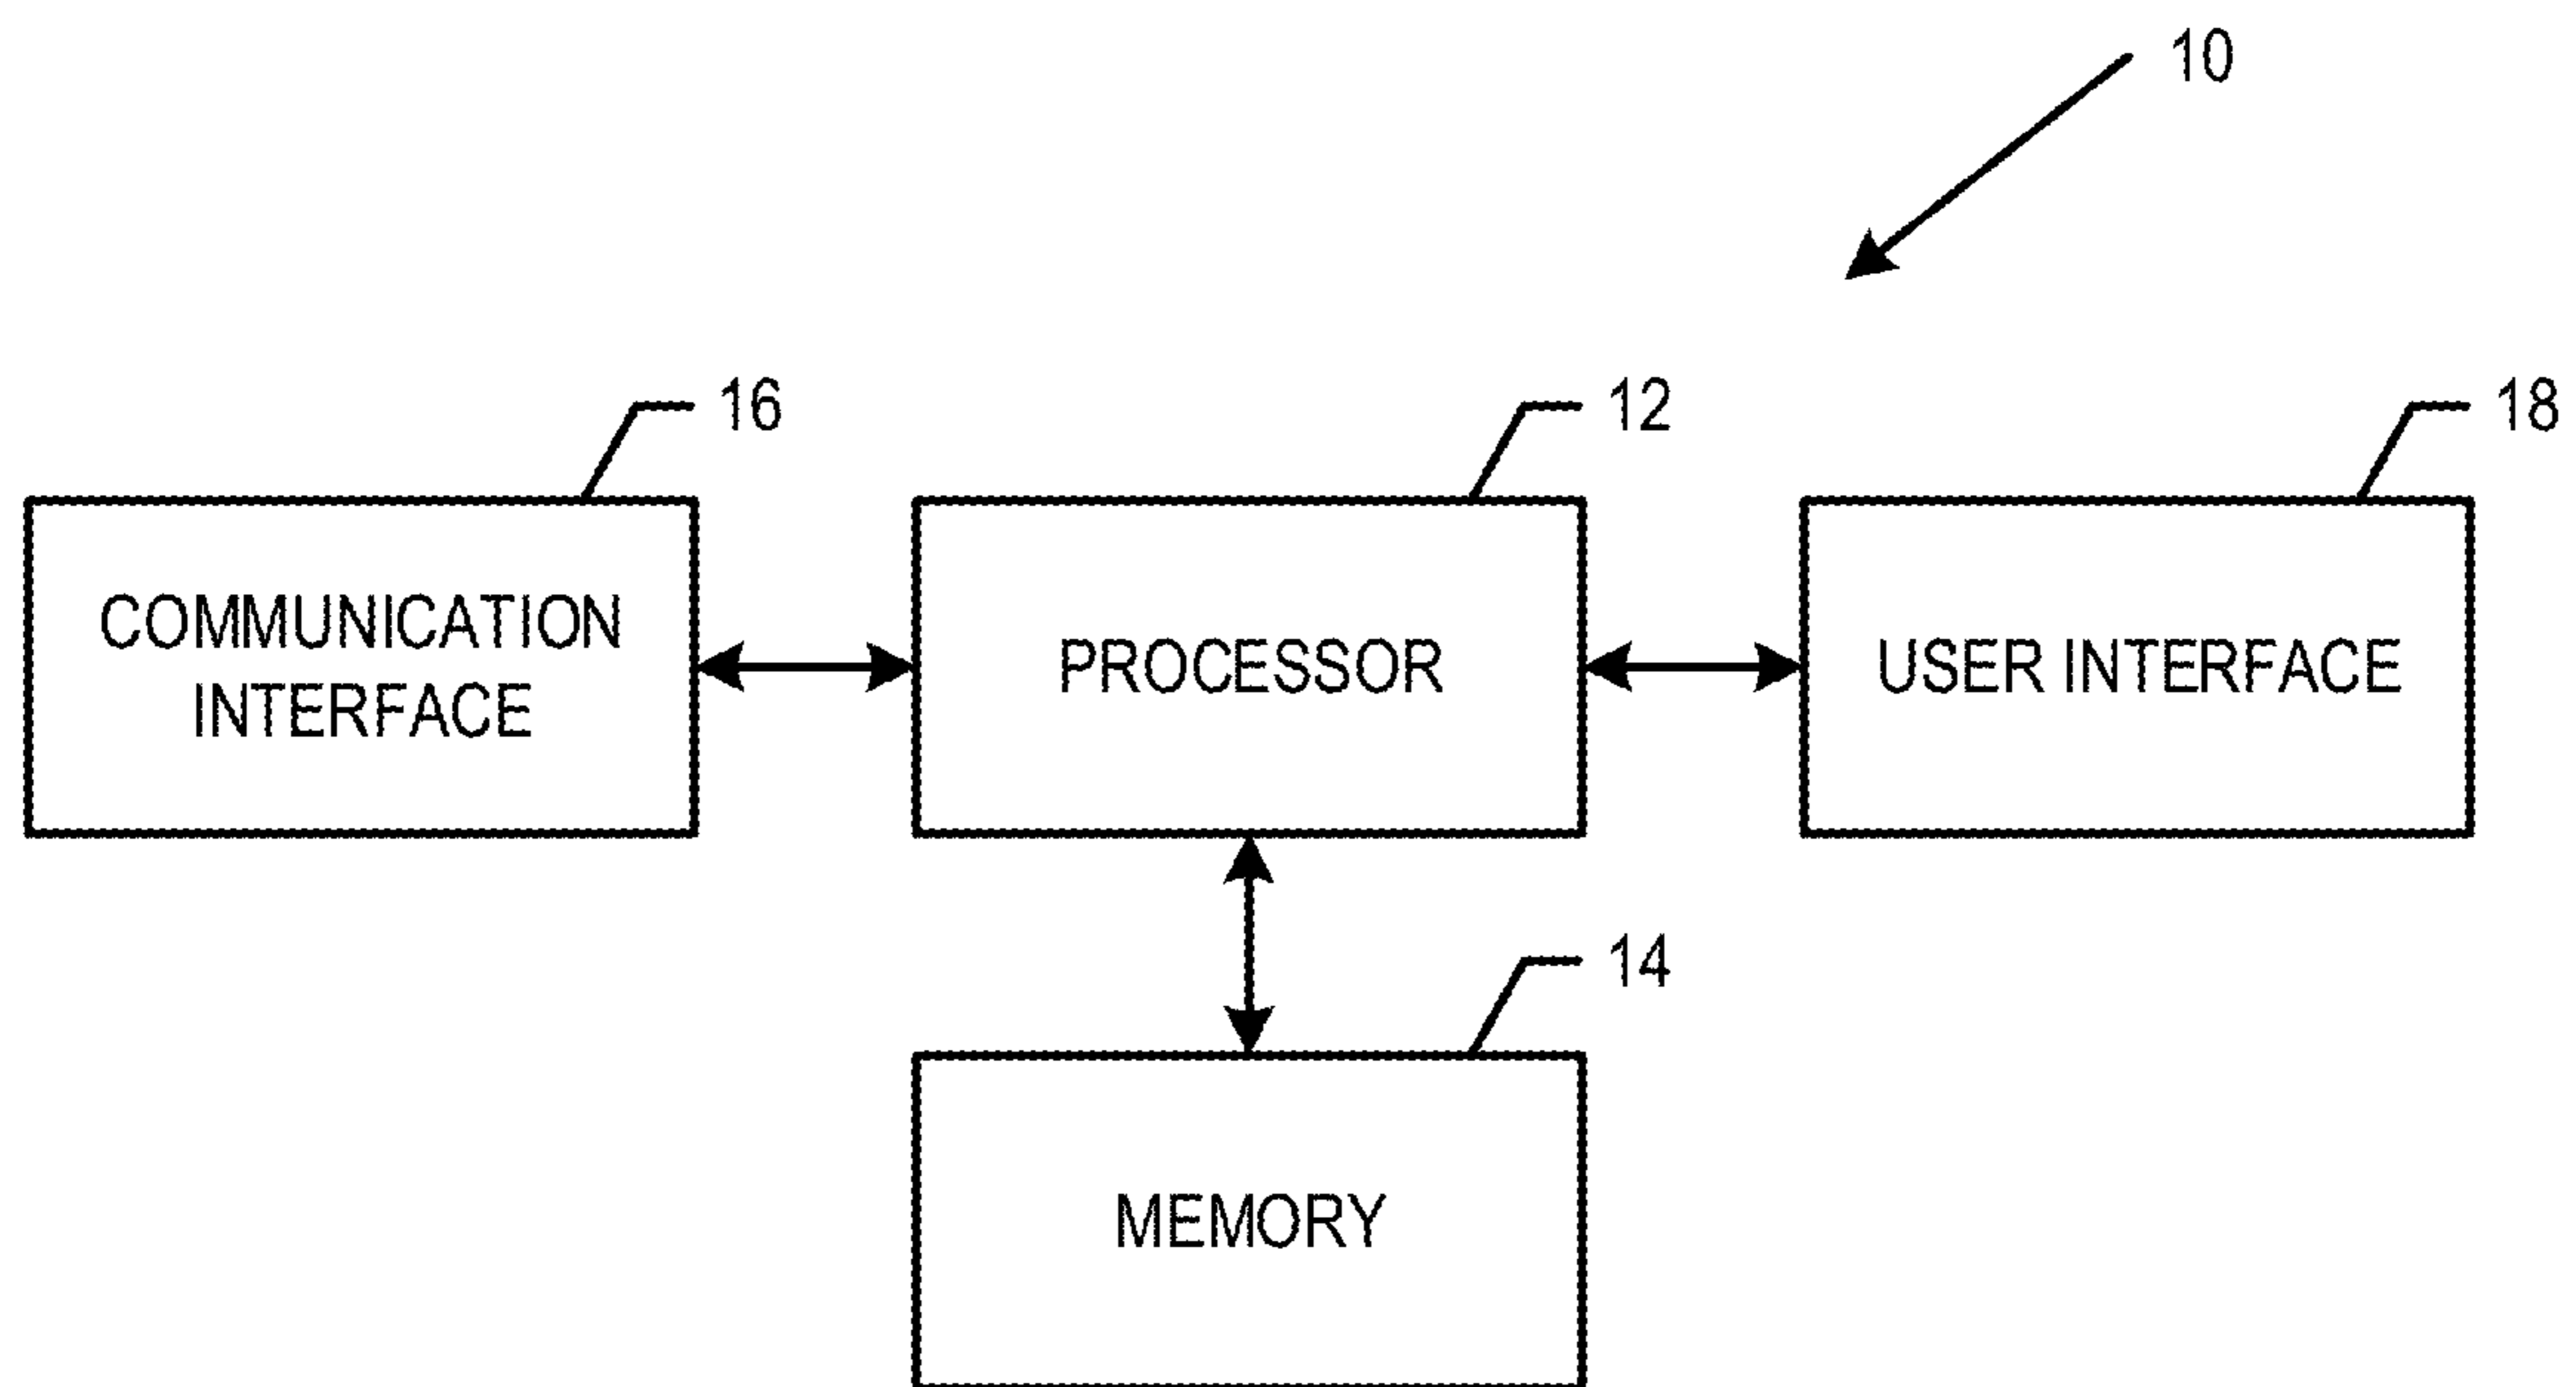 10
16
12
18
COMMUNICATION
INTERFACE
PROCESSOR
USER INTERFACE
14
MEMORY